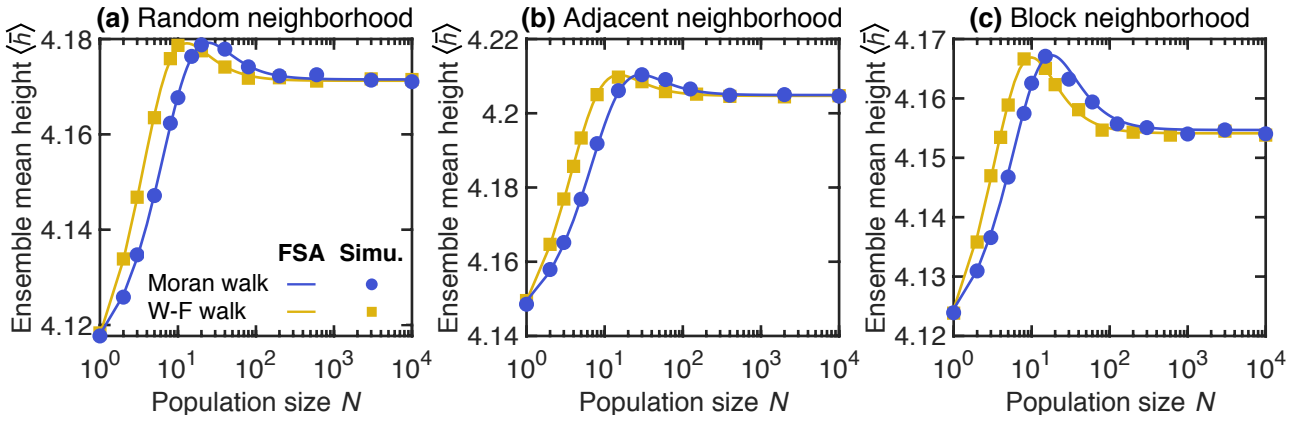 (a) Random neighborhood
Ensemble mean height ⟨h̄⟩
4.18
4.16
4.14
4.12
FSA Simu.
Moran walk
W-F walk
10⁰ 10¹ 10² 10³ 10⁴
Population size N
(b) Adjacent neighborhood
Ensemble mean height ⟨h̄⟩
4.22
4.2
4.18
4.16
4.14
10⁰ 10¹ 10² 10³ 10⁴
Population size N
(c) Block neighborhood
Ensemble mean height ⟨h̄⟩
4.17
4.16
4.15
4.14
4.13
4.12
10⁰ 10¹ 10² 10³ 10⁴
Population size N